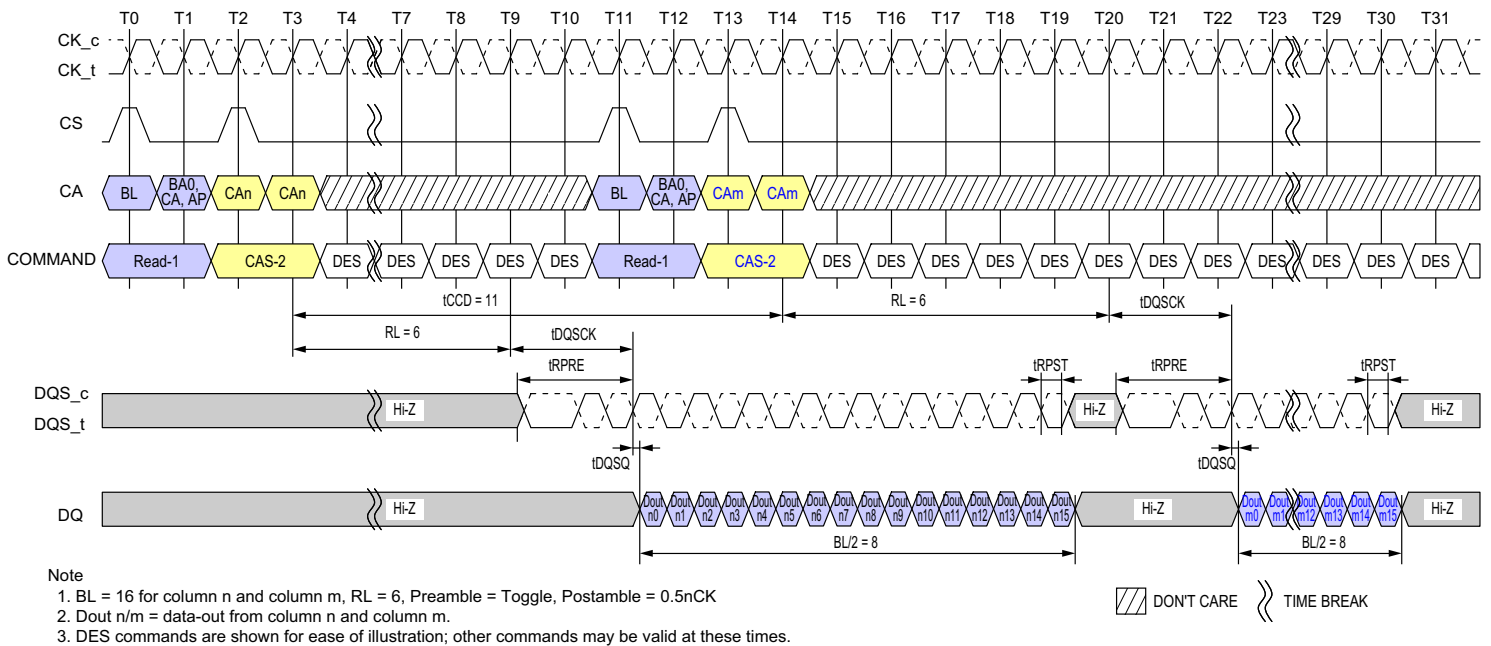 T0 T1 T2 T3 T4 T7 T8 T9 T10 T11 T12 T13 T14 T15 T16 T17 T18 T19 T20 T21 T22 T23 T29 T30 T31
CK_c
CK_t
CS
CA BL BA0, CA, AP CAn CAn BL BA0, CA, AP CAm CAm
COMMAND Read-1 CAS-2 DES DES DES DES DES Read-1 CAS-2 DES DES DES DES DES DES DES DES DES DES DES DES
tCCD = 11 RL = 6 tDQSCK
RL = 6 tDQSCK
tRPRE tRPST tRPRE tRPST
DQS_c
DQS_t
Hi-Z Hi-Z Hi-Z
tDQSQ tDQSQ
DQ Hi-Z Dout n0 Dout n1 Dout n2 Dout n3 Dout n4 Dout n5 Dout n6 Dout n7 Dout n8 Dout n9 Dout n10 Dout n11 Dout n12 Dout n13 Dout n14 Dout n15 Hi-Z Dout m0 Dout m1 Dout m12 Dout m13 Dout m14 Dout m15 Hi-Z
BL/2 = 8 BL/2 = 8
Note
1. BL = 16 for column n and column m, RL = 6, Preamble = Toggle, Postamble = 0.5nCK
2. Dout n/m = data-out from column n and column m.
3. DES commands are shown for ease of illustration; other commands may be valid at these times.
DON'T CARE TIME BREAK